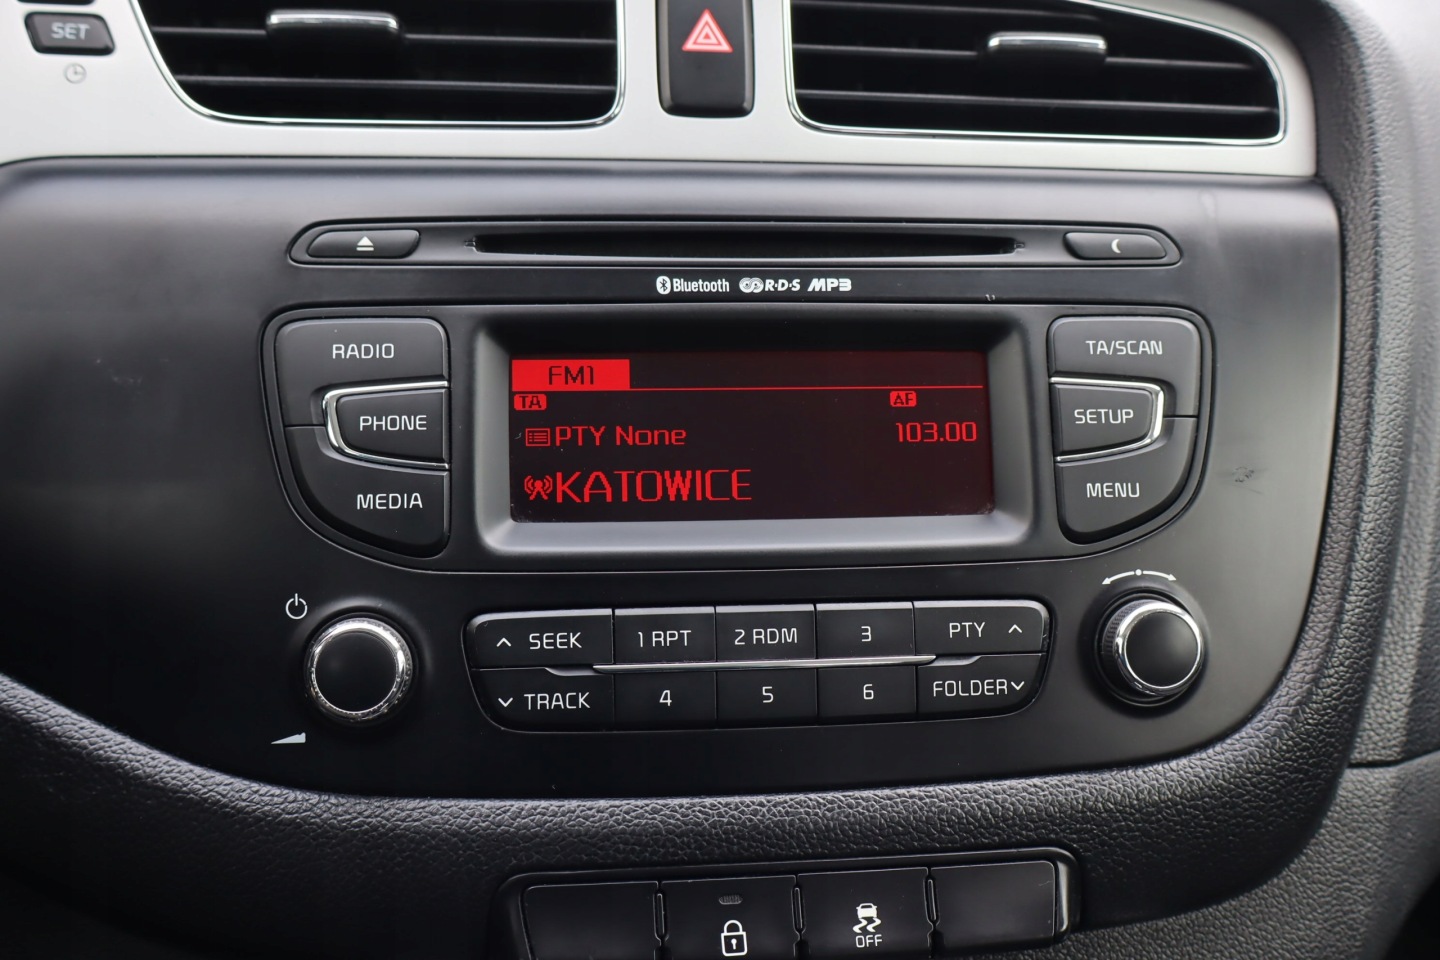 SET
Bluetooth R·D·S MP3
RADIO
PHONE
MEDIA
FM1
TA AF
PTY None 103.00
KATOWICE
TA/SCAN
SETUP
MENU
SEEK 1 RPT 2 RDM 3 PTY
TRACK 4 5 6 FOLDER
OFF